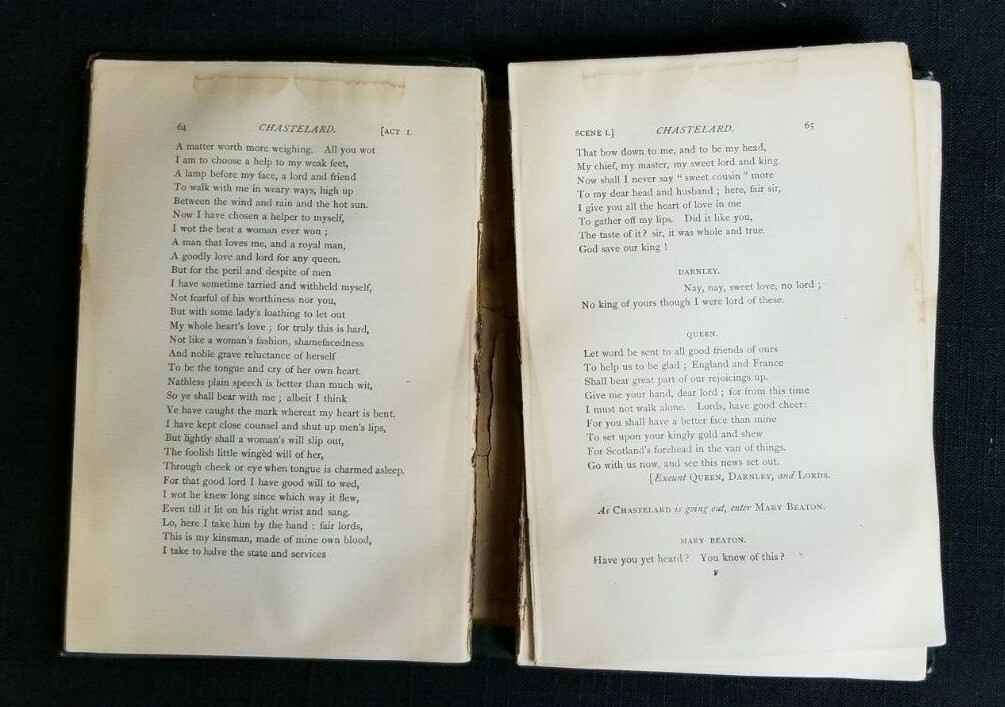 64 CHASTELARD. [ACT I.
A matter worth more weighing. All you wot
I am to choose a help to my weak feet,
A lamp before my face, a lord and friend
To walk with me in weary ways, high up
Between the wind and rain and the hot sun.
Now I have chosen a helper to myself,
I wot the best a woman ever won ;
A man that loves me, and a royal man,
A goodly love and lord for any queen.
But for the peril and despite of men
I have sometime tarried and withheld myself,
Not fearful of his worthiness nor you,
But with some lady's loathing to let out
My whole heart's love ; for truly this is hard,
Not like a woman's fashion, shamefacedness
And noble grave reluctance of herself
To be the tongue and cry of her own heart.
Nathless plain speech is better than much wit,
So ye shall bear with me ; albeit I think
Ye have caught the mark whereat my heart is bent.
I have kept close counsel and shut up men's lips,
But lightly shall a woman's will slip out,
The foolish little wingèd will of her,
Through cheek or eye when tongue is charmed asleep.
For that good lord I have good will to wed,
I wot he knew long since which way it flew,
Even till it lit on his right wrist and sang.
Lo, here I take him by the hand : fair lords,
This is my kinsman, made of mine own blood,
I take to halve the state and services
SCENE I.] CHASTELARD. 65
That bow down to me, and to be my head,
My chief, my master, my sweet lord and king.
Now shall I never say " sweet cousin " more
To my dear head and husband ; here, fair sir,
I give you all the heart of love in me
To gather off my lips. Did it like you,
The taste of it? sir, it was whole and true.
God save our king !
DARNLEY.
Nay, nay, sweet love, no lord ;
No king of yours though I were lord of these.
QUEEN.
Let word be sent to all good friends of ours
To help us to be glad ; England and France
Shall bear great part of our rejoicings up.
Give me your hand, dear lord ; for from this time
I must not walk alone. Lords, have good cheer:
For you shall have a better face than mine
To set upon your kingly gold and shew
For Scotland's forehead in the van of things.
Go with us now, and see this news set out.
[Exeunt QUEEN, DARNLEY, and LORDS.
As CHASTELARD is going out, enter MARY BEATON.
MARY BEATON.
Have you yet heard? You knew of this?
F